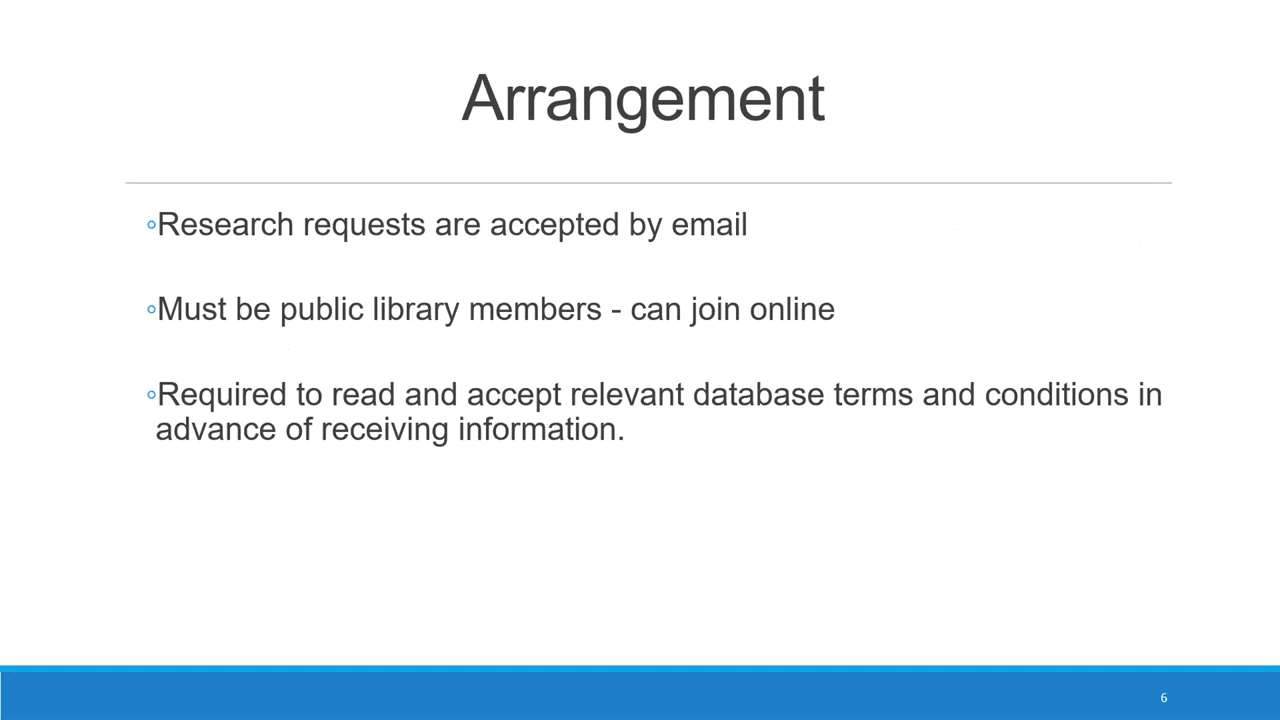 Arrangement
◦Research requests are accepted by email
◦Must be public library members - can join online
◦Required to read and accept relevant database terms and conditions in
advance of receiving information.
6